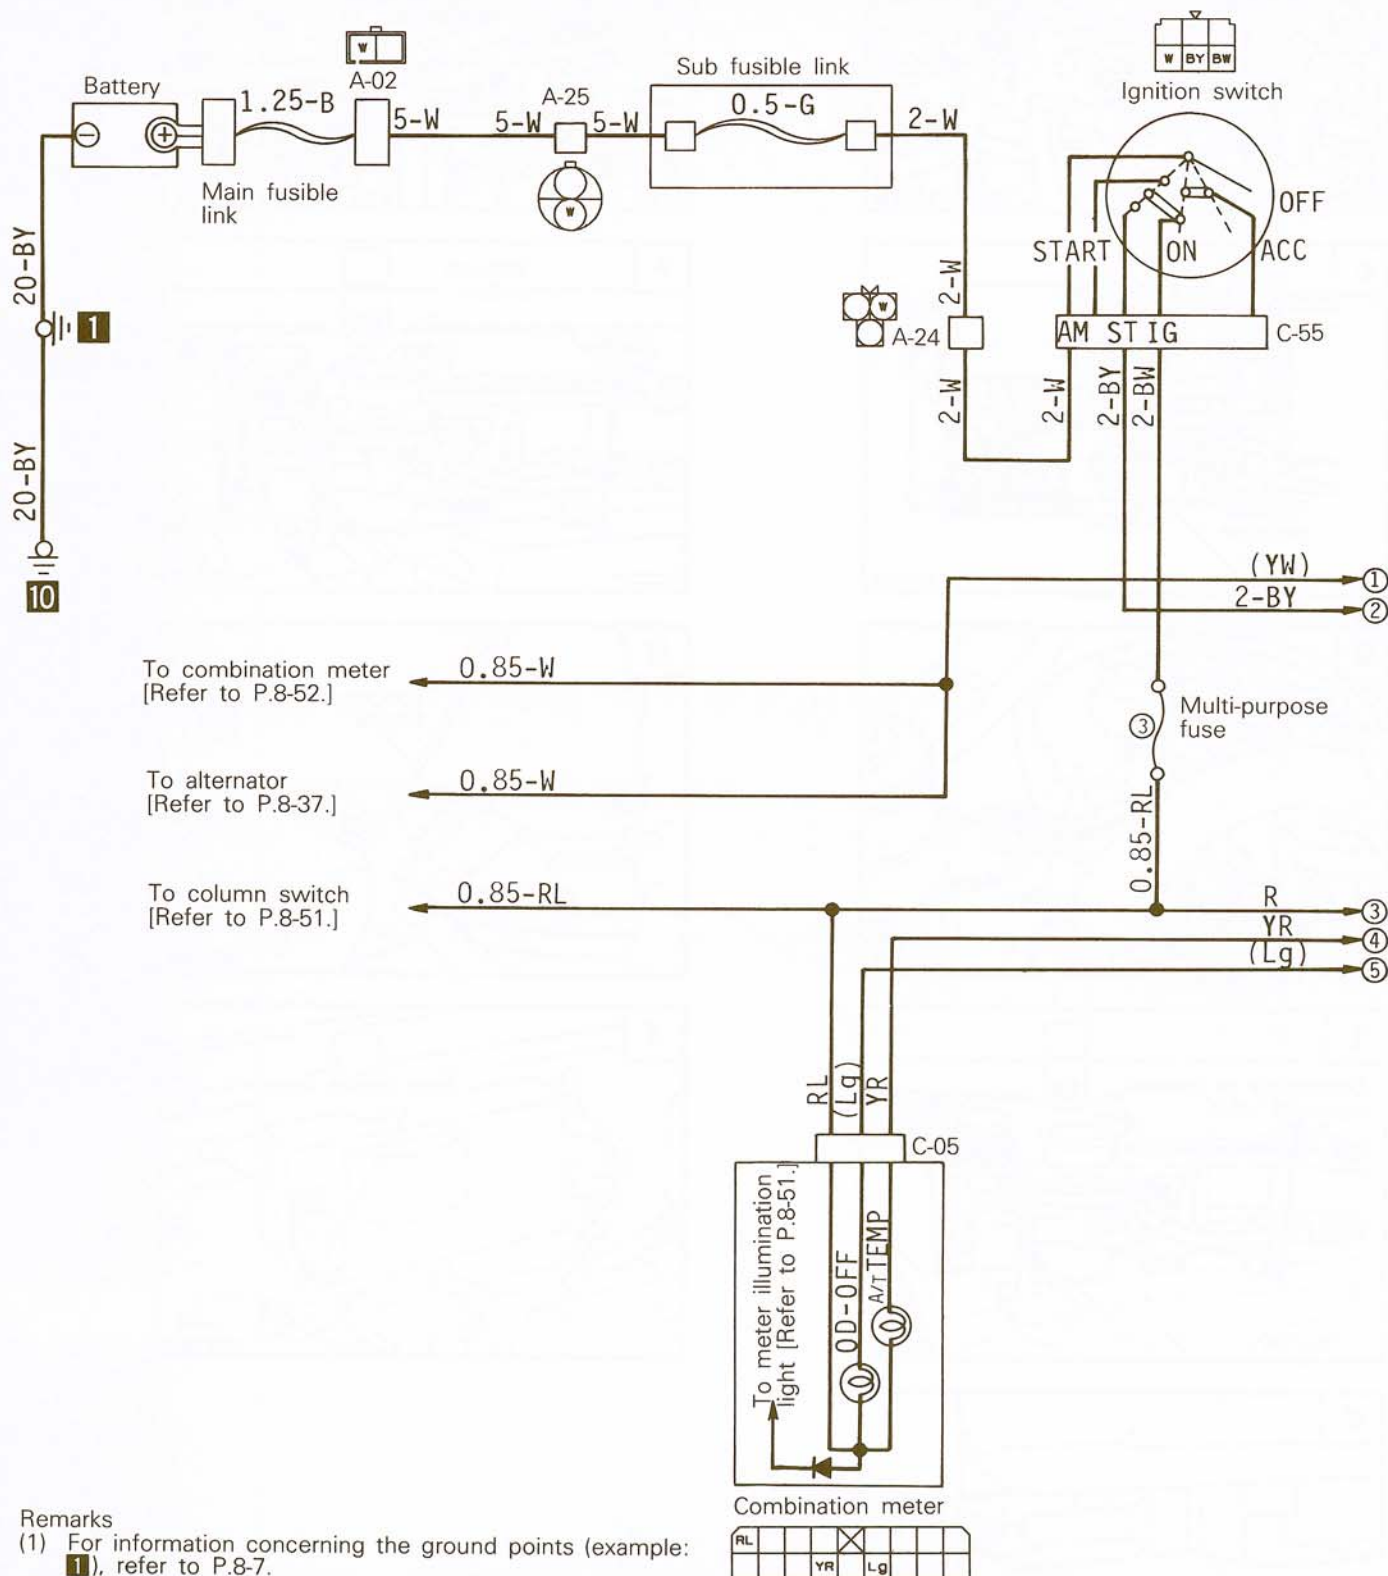 W
W BY BW
Battery
A-02
Sub fusible link
Ignition switch
1.25-B
5-W
A-25
5-W
5-W
0.5-G
2-W
Main fusible
link
W
OFF
START
ON
ACC
20-BY
1
2-W
W
A-24
AM ST IG
C-55
2-W
2-W
2-BY
2-BW
20-BY
10
(YW)
1
2-BY
2
To combination meter
[Refer to P.8-52.]
0.85-W
3
Multi-purpose
fuse
To alternator
[Refer to P.8-37.]
0.85-W
0.85-RL
To column switch
[Refer to P.8-51.]
0.85-RL
R
3
YR
4
(Lg)
5
RL
(Lg)
YR
C-05
To meter illumination
light [Refer to P.8-51.]
OD-OFF
A/T TEMP
Combination meter
RL
YR
Lg
Remarks
(1) For information concerning the ground points (example:
1), refer to P.8-7.